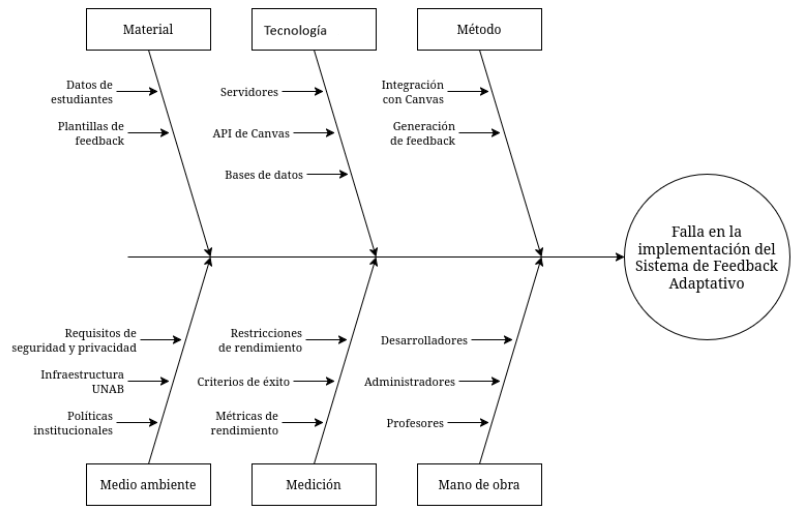 Material
Tecnología
Método
Datos de
estudiantes
Plantillas de
feedback
Servidores
API de Canvas
Bases de datos
Integración
con Canvas
Generación
de feedback
Falla en la
implementación del
Sistema de Feedback
Adaptativo
Requisitos de
seguridad y privacidad
Infraestructura
UNAB
Políticas
institucionales
Restricciones
de rendimiento
Criterios de éxito
Métricas de
rendimiento
Desarrolladores
Administradores
Profesores
Medio ambiente
Medición
Mano de obra